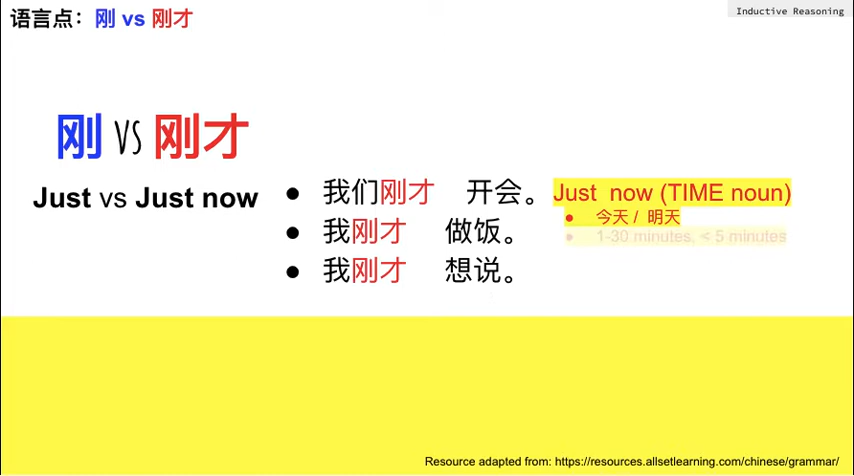 语言点：刚 vs 刚才
Inductive Reasoning
刚 VS 刚才
Just vs Just now
● 我们刚才 开会。Just now (TIME noun)
● 今天 / 明天
● 我刚才 做饭。
● 1-30 minutes, < 5 minutes
● 我刚才 想说。
Resource adapted from: https://resources.allsetlearning.com/chinese/grammar/